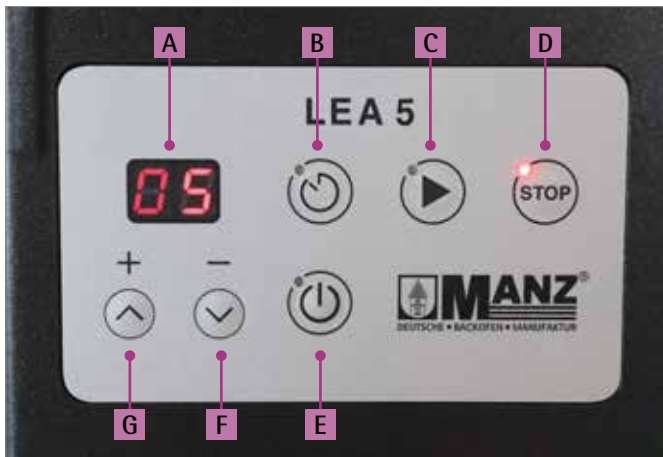 A B C D
LEA 5
05
STOP
+ −
MANZ®
DEUTSCHE • BACKOFEN • MANUFAKTUR
G F E